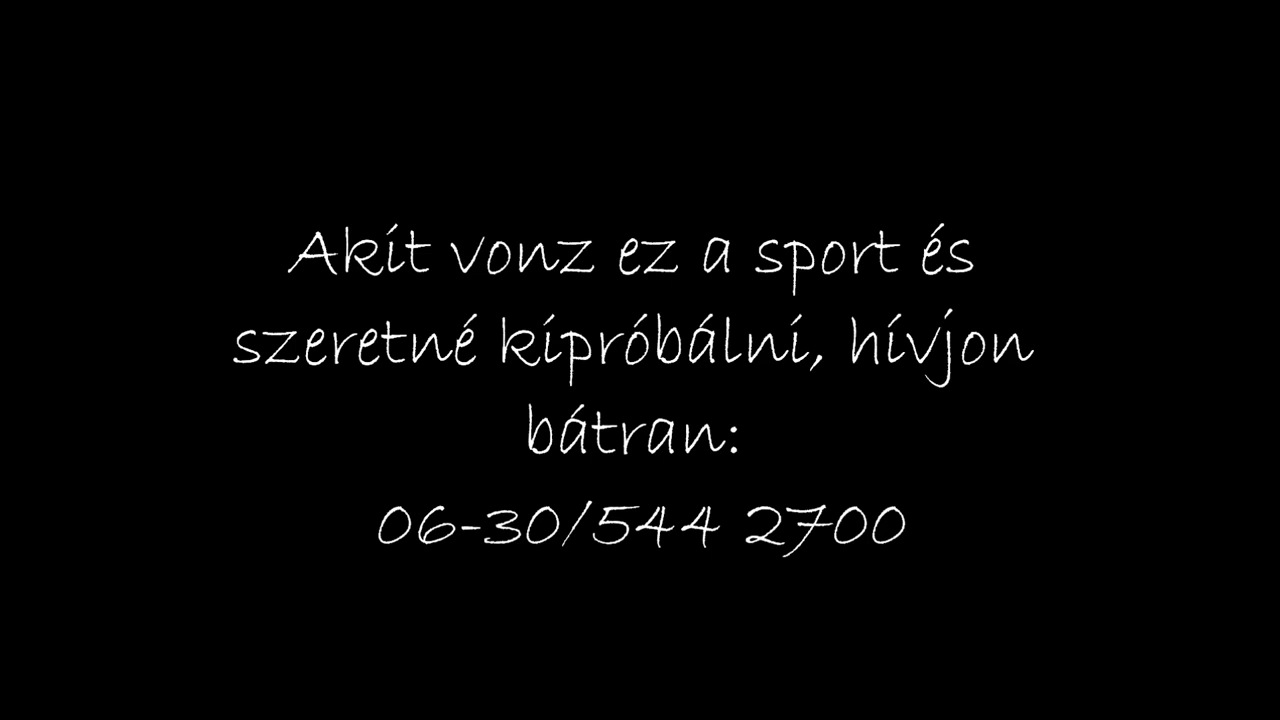 Akit vonz ez a sport és
szeretné kipróbálni, hívjon
bátran:
06-30/544 2700